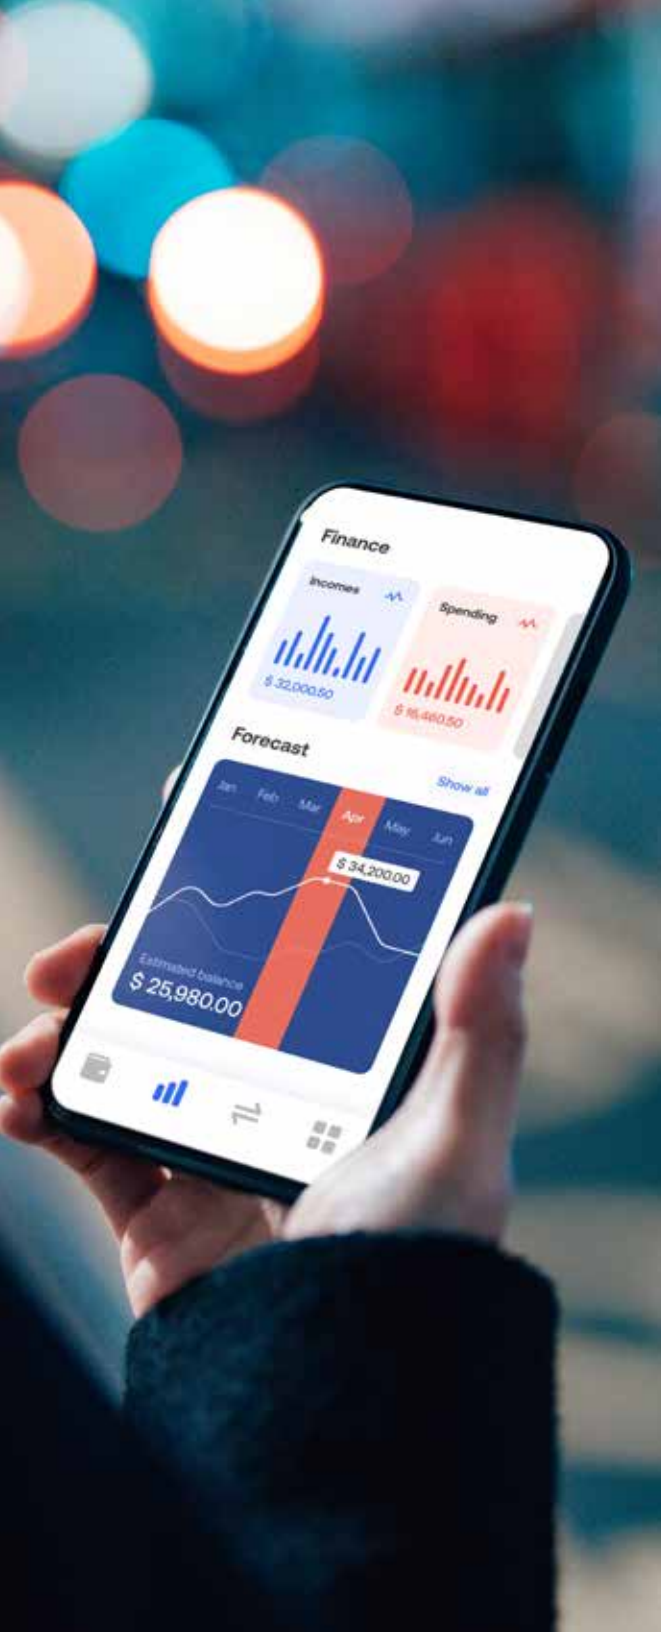 Finance
Incomes
$ 32,000.50
Spending
$ 16,460.50
Forecast
Show all
Jan Feb Mar Apr May Jun
$ 34,200.00
Estimated balance
$ 25,980.00